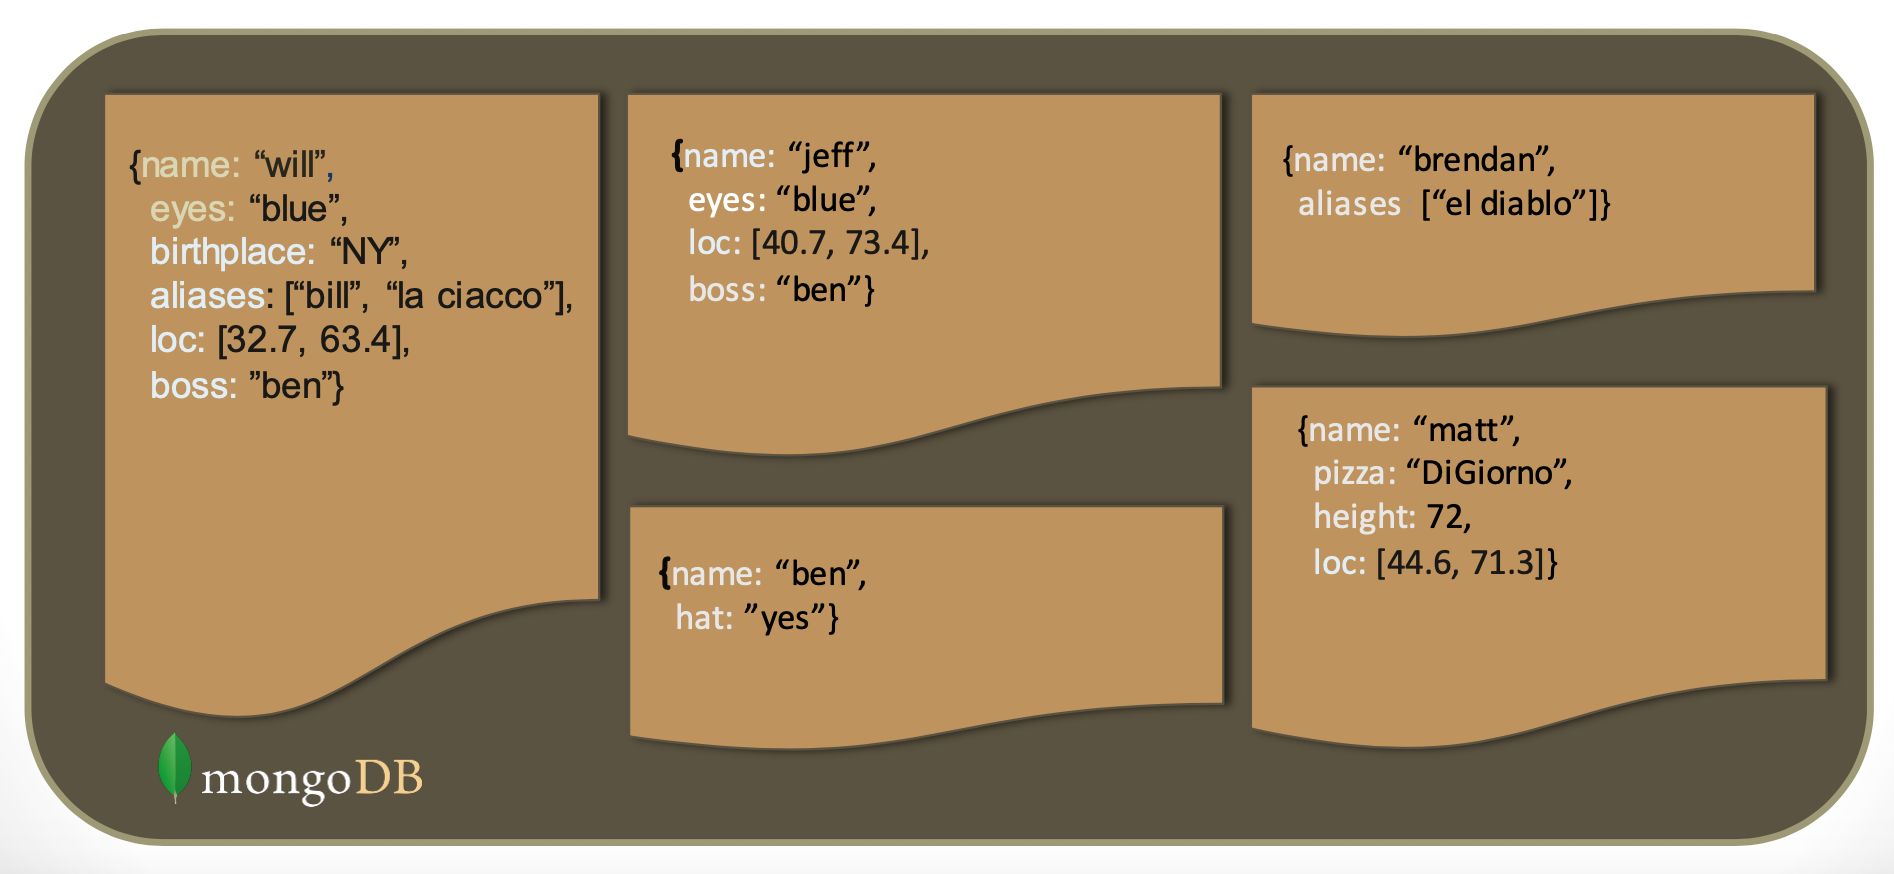 {name: “will”,
eyes: “blue”,
birthplace: “NY”,
aliases: [“bill”, “la ciacco”],
loc: [32.7, 63.4],
boss: ”ben”}
{name: “jeff”,
eyes: “blue”,
loc: [40.7, 73.4],
boss: “ben”}
{name: “ben”,
hat: ”yes”}
{name: “brendan”,
aliases [“el diablo”]}
{name: “matt”,
pizza: “DiGiorno”,
height: 72,
loc: [44.6, 71.3]}
mongoDB